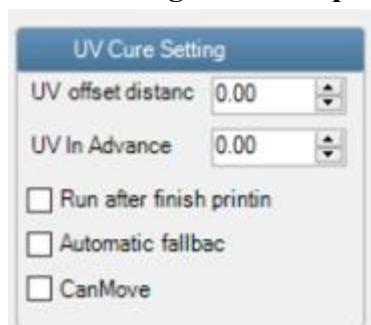 UV Cure Setting
UV offset distanc 0.00
UV In Advance 0.00
Run after finish printin
Automatic fallbac
CanMove